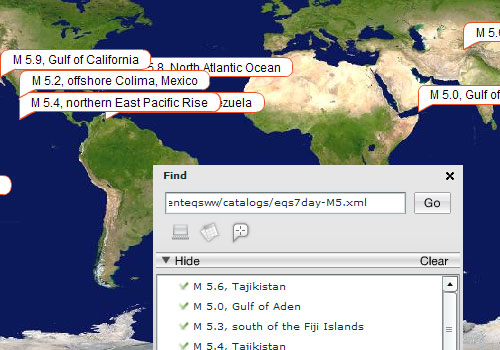 M 5.9, Gulf of California
5.8, North Atlantic Ocean
M 5.2, offshore Colima, Mexico
M 5.4, northern East Pacific Rise
ezuela
M 5.
M 5.0, Gulf of
Find
enteqsww/catalogs/eqs7day-M5.xml
Go
Hide
Clear
M 5.6, Tajikistan
M 5.0, Gulf of Aden
M 5.3, south of the Fiji Islands
M 5.4, Tajikistan